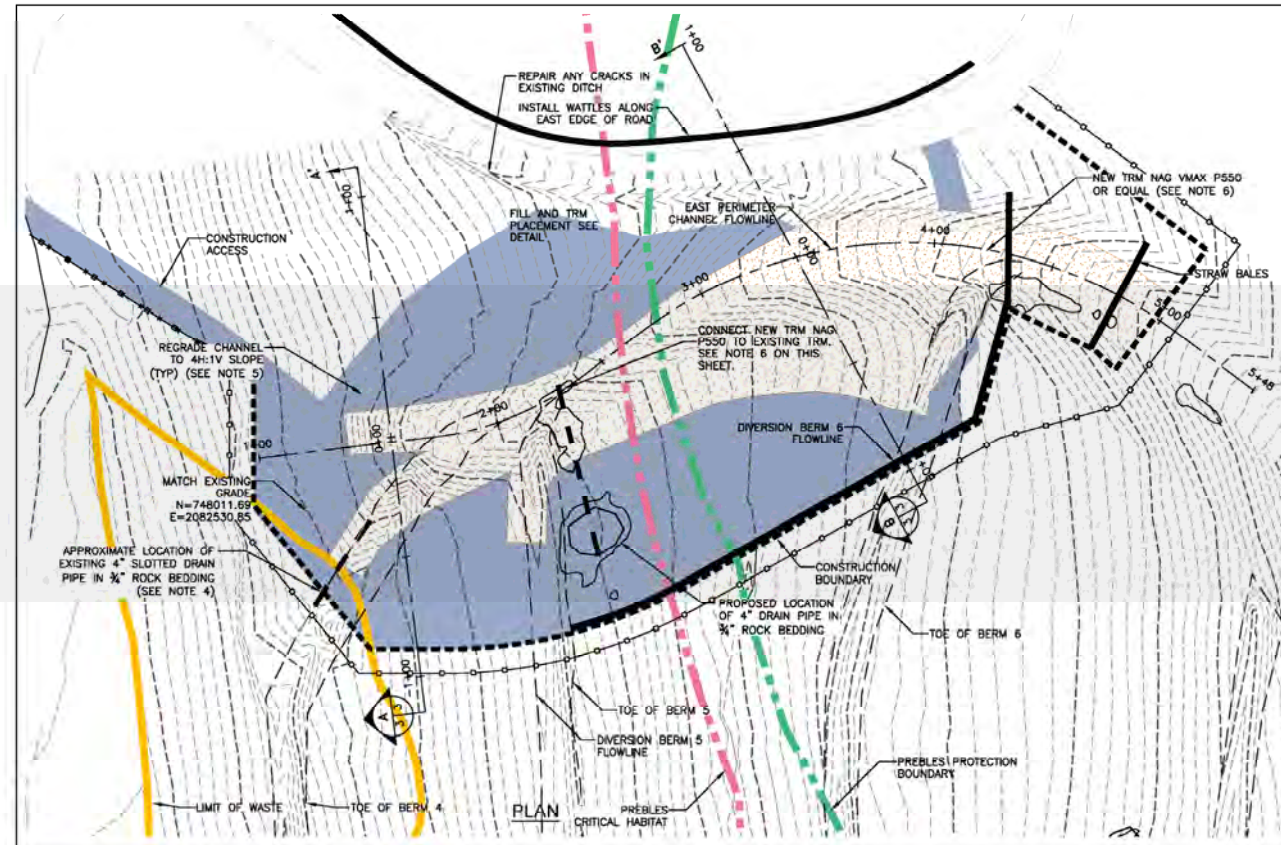 1+00
B'
REPAIR ANY CRACKS IN
EXISTING DITCH
INSTALL WATTLES ALONG
EAST EDGE OF ROAD
NEW TRM NAG VMAX P550
OR EQUAL (SEE NOTE 6)
A'
1+00
EAST PERIMETER
CHANNEL FLOWLINE
FILL AND TRM
PLACEMENT SEE
DETAIL
CONSTRUCTION
ACCESS
4+00
0+00
STRAW BALES
3+00
5+00
CONNECT NEW TRM NAG
P550 TO EXISTING TRM.
SEE NOTE 6 ON THIS
SHEET.
REGRADE CHANNEL
TO 4H:1V SLOPE
(TYP) (SEE NOTE 5)
5+48
2+00
DIVERSION BERM 6
FLOWLINE
0+00
1+00
MATCH EXISTING
GRADE
N=748011.69
E=2082530.85
APPROXIMATE LOCATION OF
EXISTING 4" SLOTTED DRAIN
PIPE IN ¾" ROCK BEDDING
(SEE NOTE 4)
B
CONSTRUCTION
BOUNDARY
PROPOSED LOCATION
OF 4" DRAIN PIPE IN
¾" ROCK BEDDING
TOE OF BERM 6
1+00
A
TOE OF BERM 5
DIVERSION BERM 5
FLOWLINE
PREBLES PROTECTION
BOUNDARY
LIMIT OF WASTE
TOE OF BERM 4
PLAN
PREBLES
CRITICAL HABITAT